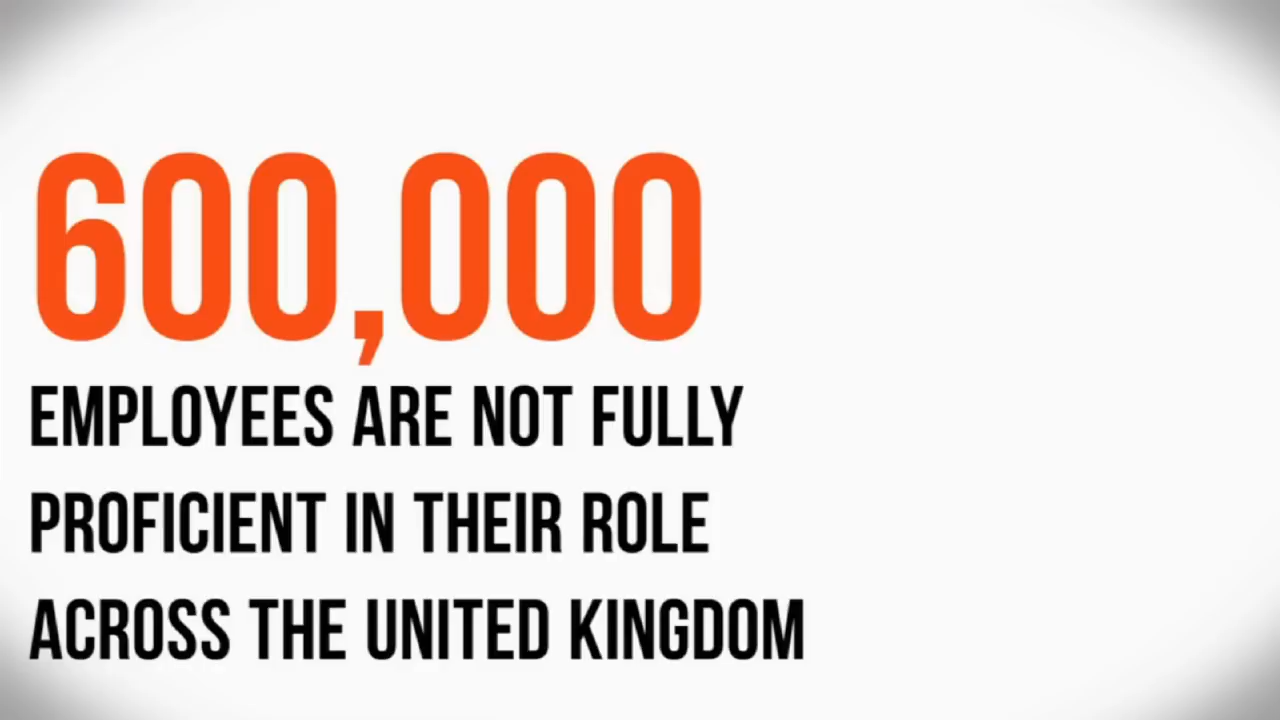 600,000
EMPLOYEES ARE NOT FULLY
PROFICIENT IN THEIR ROLE
ACROSS THE UNITED KINGDOM